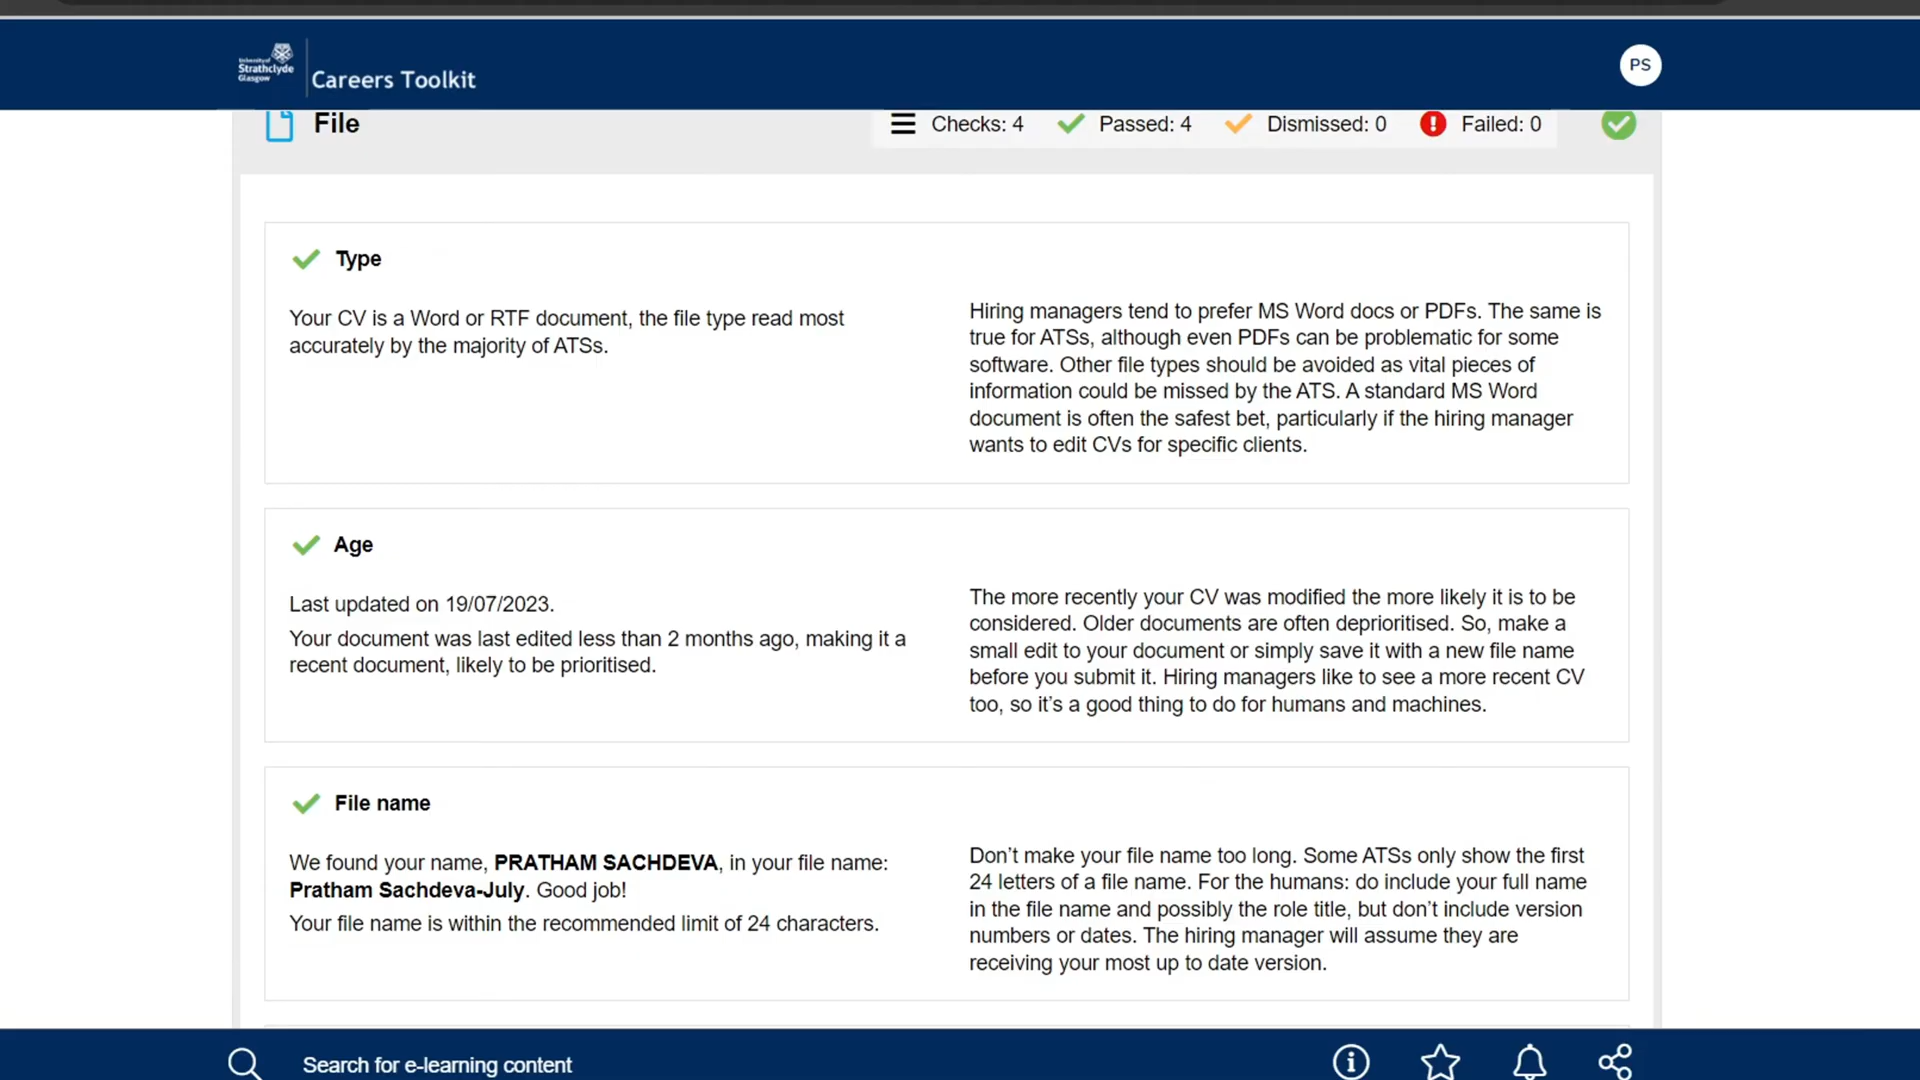 University of
Strathclyde
Glasgow
Careers Toolkit
PS
File
Checks: 4
Passed: 4
Dismissed: 0
Failed: 0
Type
Your CV is a Word or RTF document, the file type read most
accurately by the majority of ATSs.
Hiring managers tend to prefer MS Word docs or PDFs. The same is
true for ATSs, although even PDFs can be problematic for some
software. Other file types should be avoided as vital pieces of
information could be missed by the ATS. A standard MS Word
document is often the safest bet, particularly if the hiring manager
wants to edit CVs for specific clients.
Age
Last updated on 19/07/2023.
Your document was last edited less than 2 months ago, making it a
recent document, likely to be prioritised.
The more recently your CV was modified the more likely it is to be
considered. Older documents are often deprioritised. So, make a
small edit to your document or simply save it with a new file name
before you submit it. Hiring managers like to see a more recent CV
too, so it’s a good thing to do for humans and machines.
File name
We found your name, PRATHAM SACHDEVA, in your file name:
Pratham Sachdeva-July. Good job!
Your file name is within the recommended limit of 24 characters.
Don’t make your file name too long. Some ATSs only show the first
24 letters of a file name. For the humans: do include your full name
in the file name and possibly the role title, but don’t include version
numbers or dates. The hiring manager will assume they are
receiving your most up to date version.
Search for e-learning content